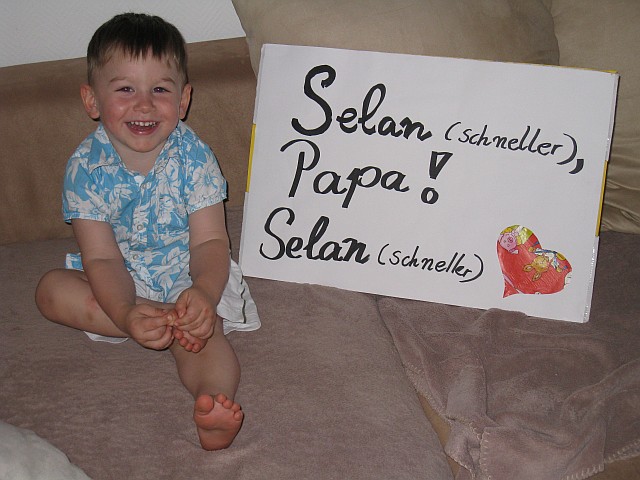 Selan (schneller),
Papa!
Selan (schneller)